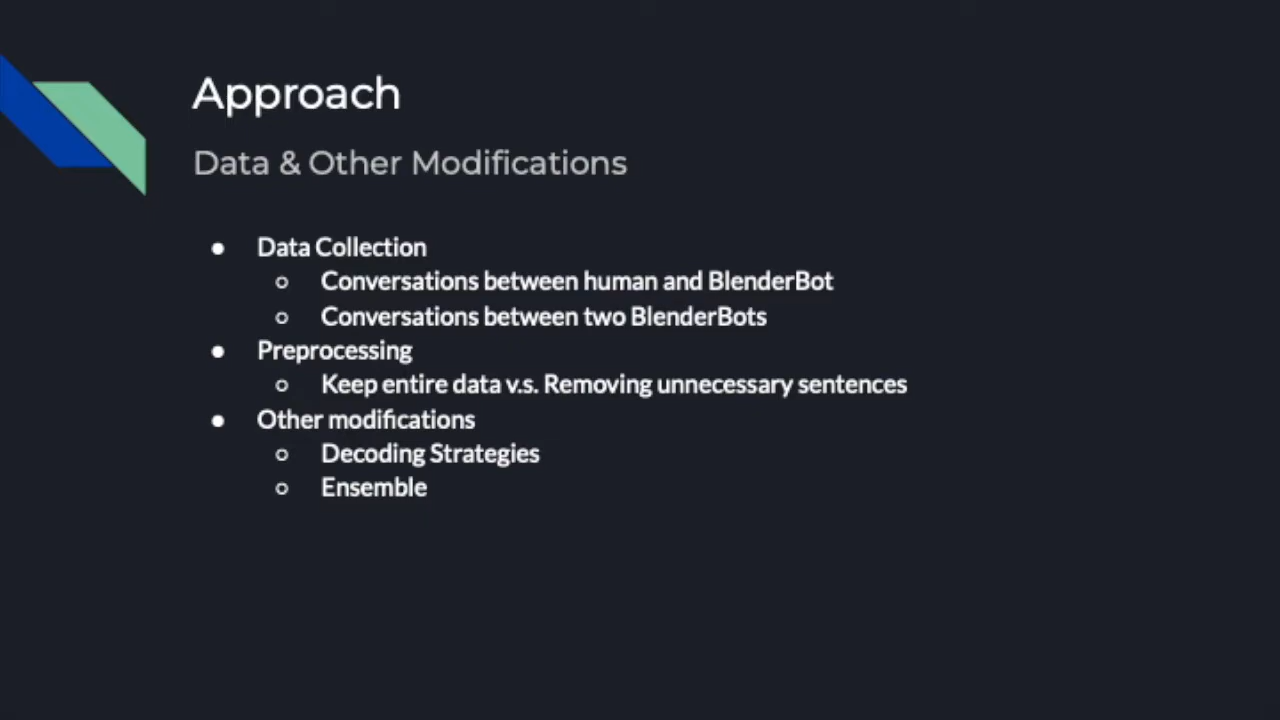 Approach
Data & Other Modifications
● Data Collection
○ Conversations between human and BlenderBot
○ Conversations between two BlenderBots
● Preprocessing
○ Keep entire data v.s. Removing unnecessary sentences
● Other modifications
○ Decoding Strategies
○ Ensemble